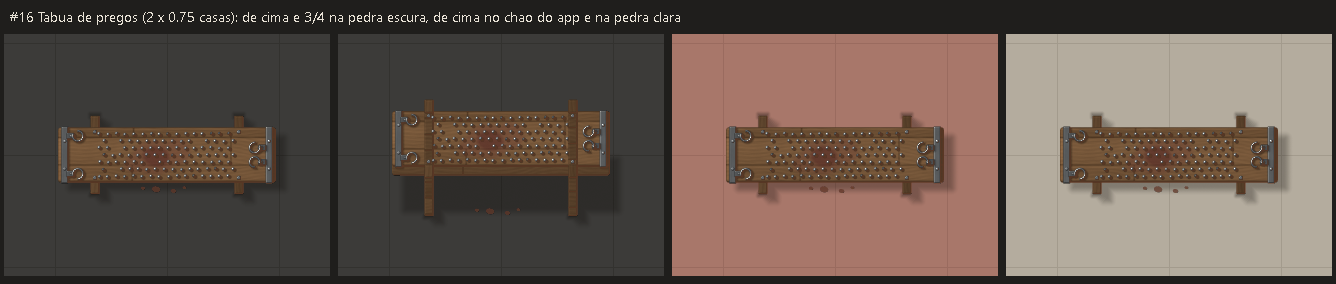 #16 Tabua de pregos (2 x 0.75 casas): de cima e 3/4 na pedra escura, de cima no chao do app e na pedra clara